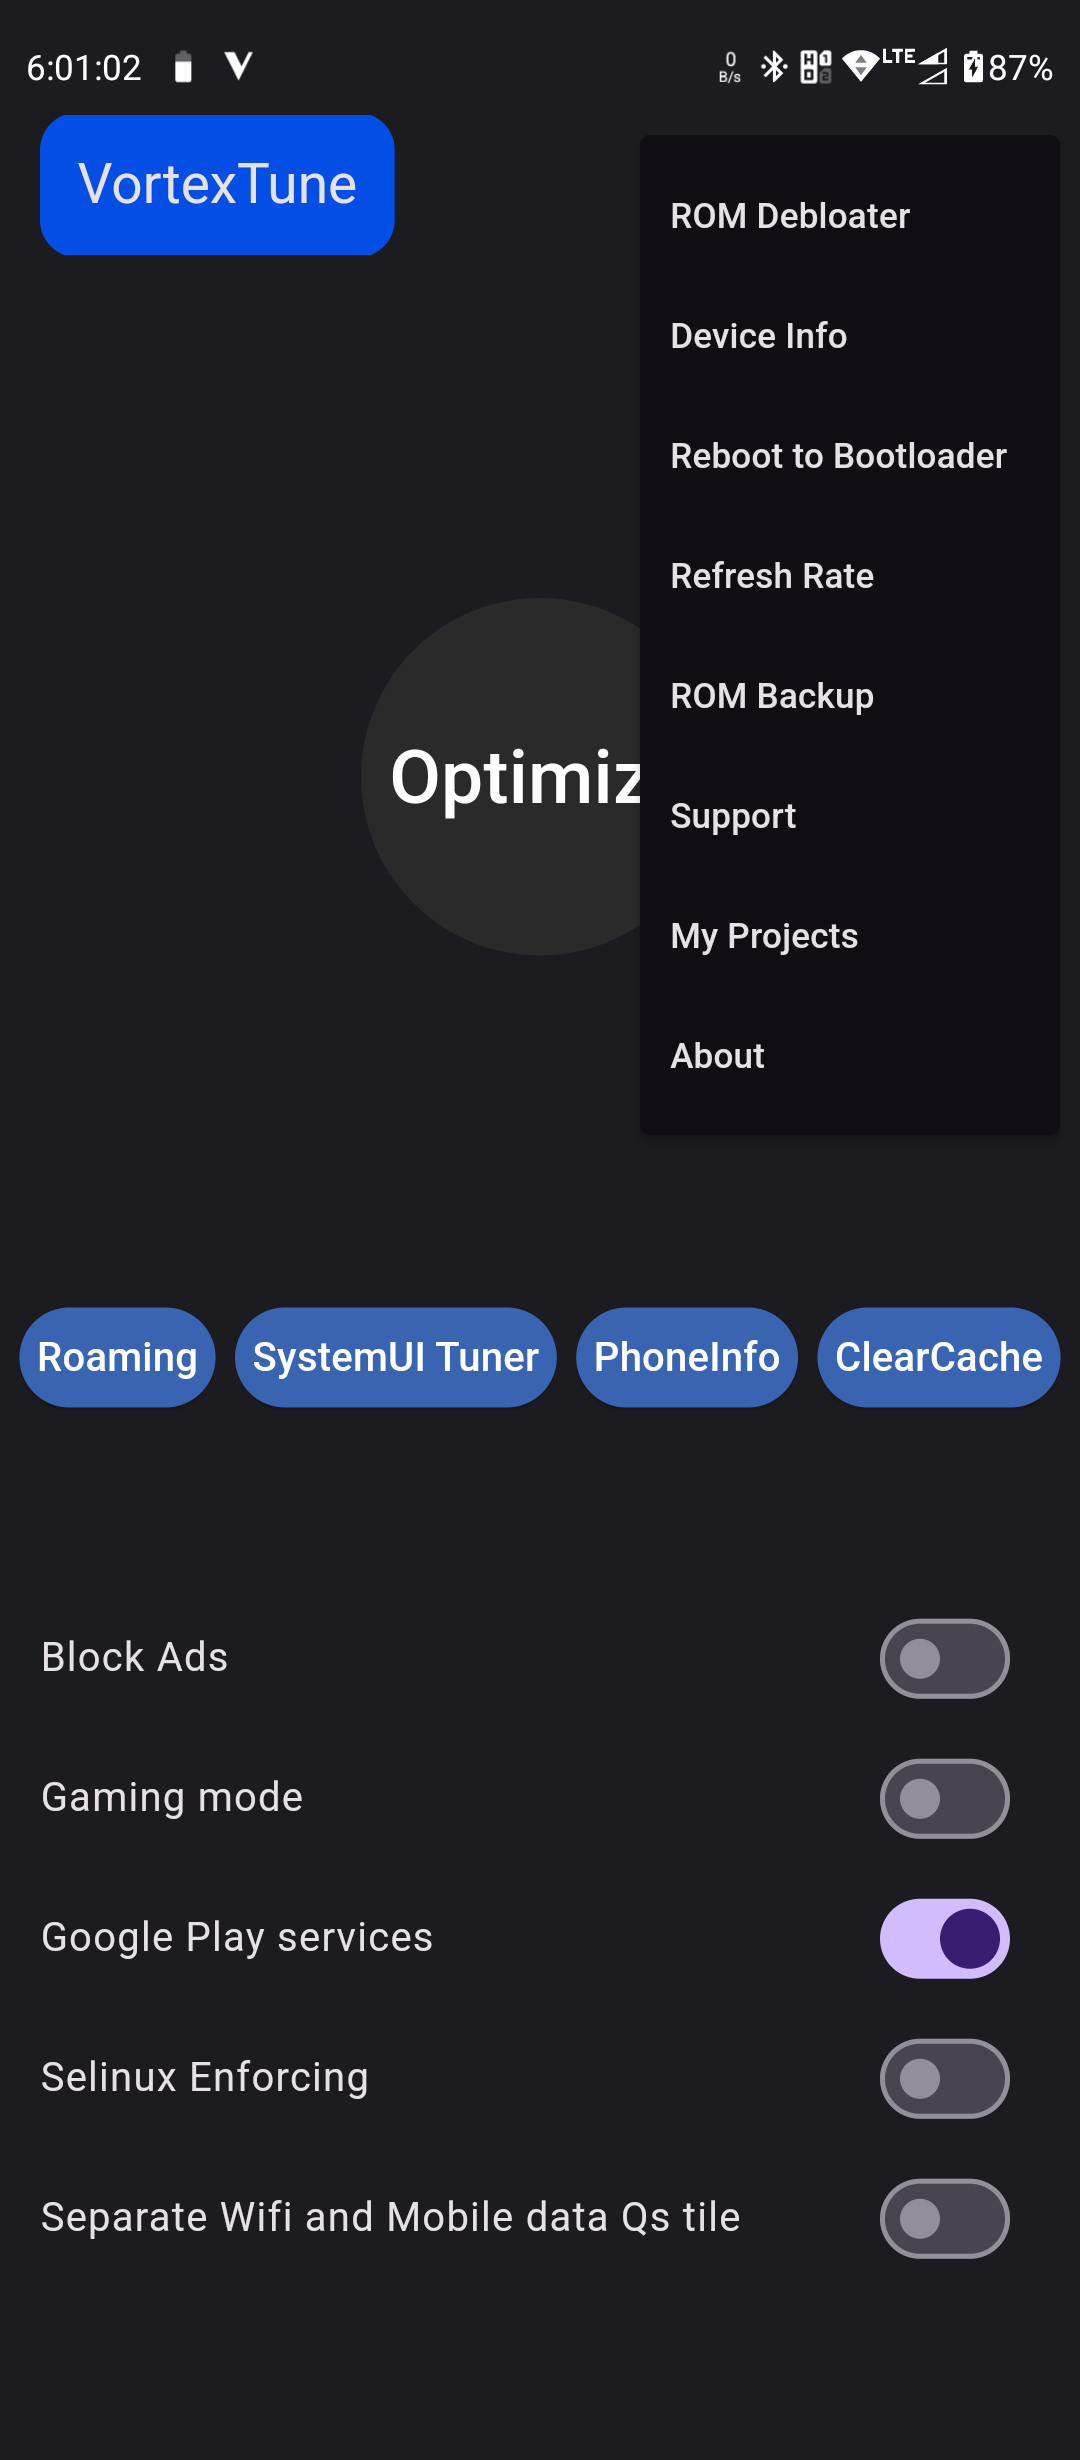 6:01:02
0 B/s
LTE
87%
VortexTune
ROM Debloater
Device Info
Reboot to Bootloader
Refresh Rate
ROM Backup
Support
My Projects
About
Optimiz
Roaming SystemUI Tuner PhoneInfo ClearCache
Block Ads
Gaming mode
Google Play services
Selinux Enforcing
Separate Wifi and Mobile data Qs tile